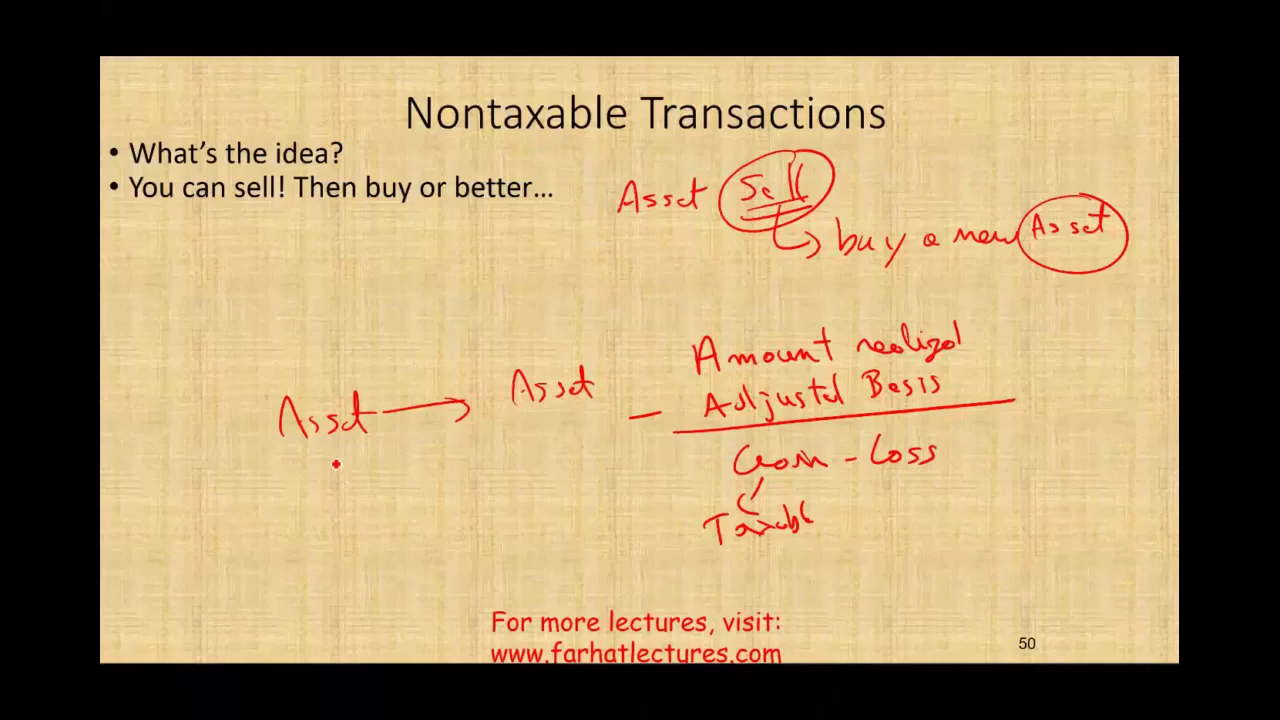 Nontaxable Transactions
• What's the idea?
• You can sell! Then buy or better…
Asset Sell
buy a new Asset
Amount realized
Asset → Asset
– Adjusted Basis
Gain – Loss
Taxable
For more lectures, visit:
www.farhatlectures.com
50